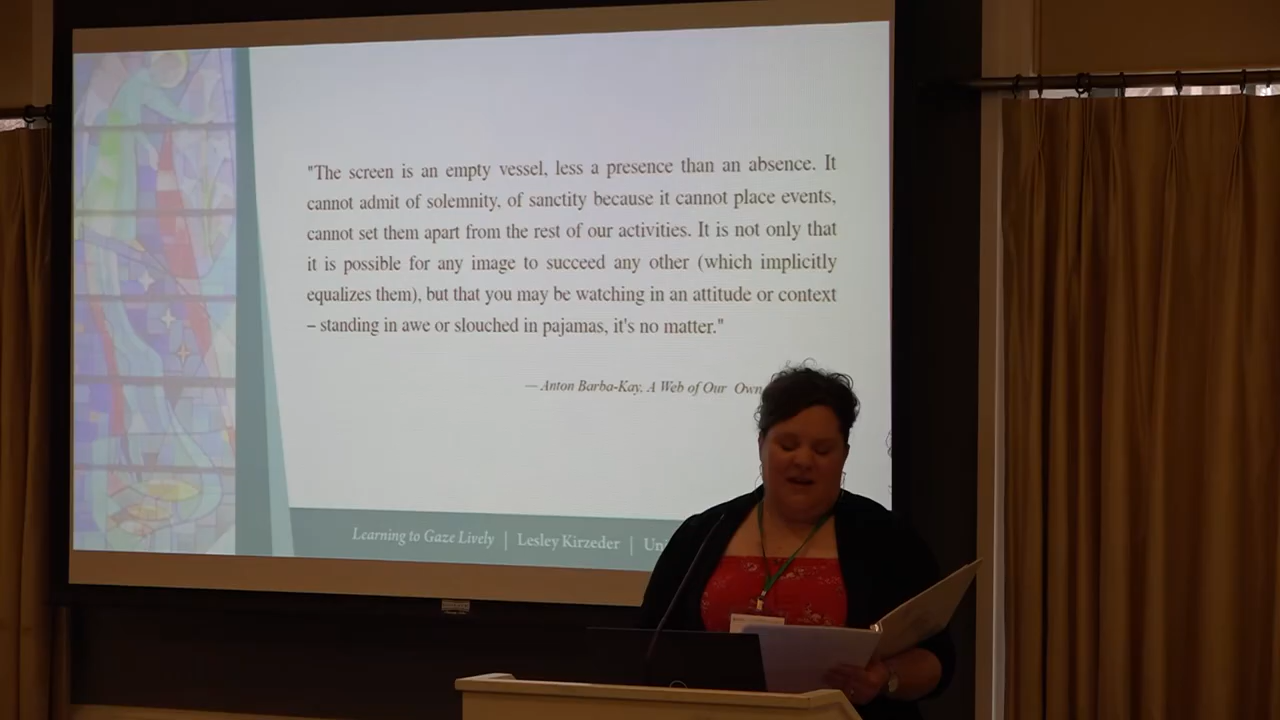 "The screen is an empty vessel, less a presence than an absence. It
cannot admit of solemnity, of sanctity because it cannot place events,
cannot set them apart from the rest of our activities. It is not only that
it is possible for any image to succeed any other (which implicitly
equalizes them), but that you may be watching in an attitude or context
– standing in awe or slouched in pajamas, it's no matter."
— Anton Barba-Kay, A Web of Our Own
Learning to Gaze Lively | Lesley Kirzeder |